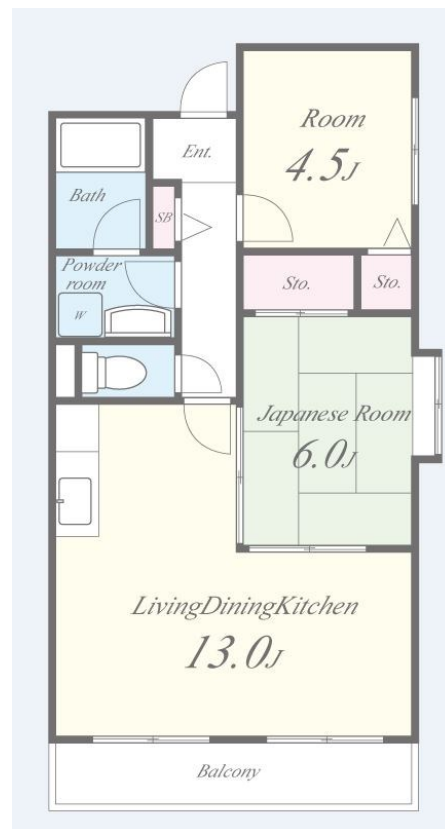 Room
4.5J
Ent.
Bath
SB
Powder
room
W
Sto.
Sto.
Japanese Room
6.0J
LivingDiningKitchen
13.0J
Balcony